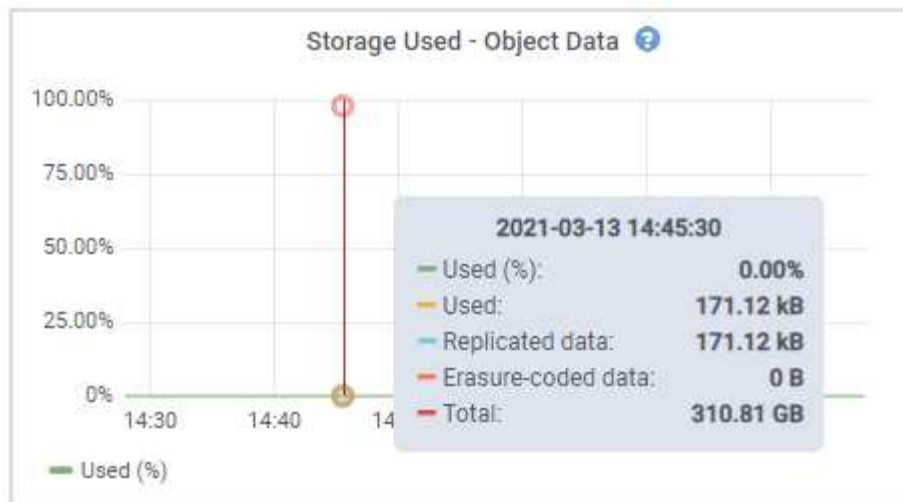 Storage Used - Object Data ?
100.00%
75.00%
50.00%
25.00%
0%
14:30 14:40 14
2021-03-13 14:45:30
Used (%): 0.00%
Used: 171.12 kB
Replicated data: 171.12 kB
Erasure-coded data: 0 B
Total: 310.81 GB
Used (%)